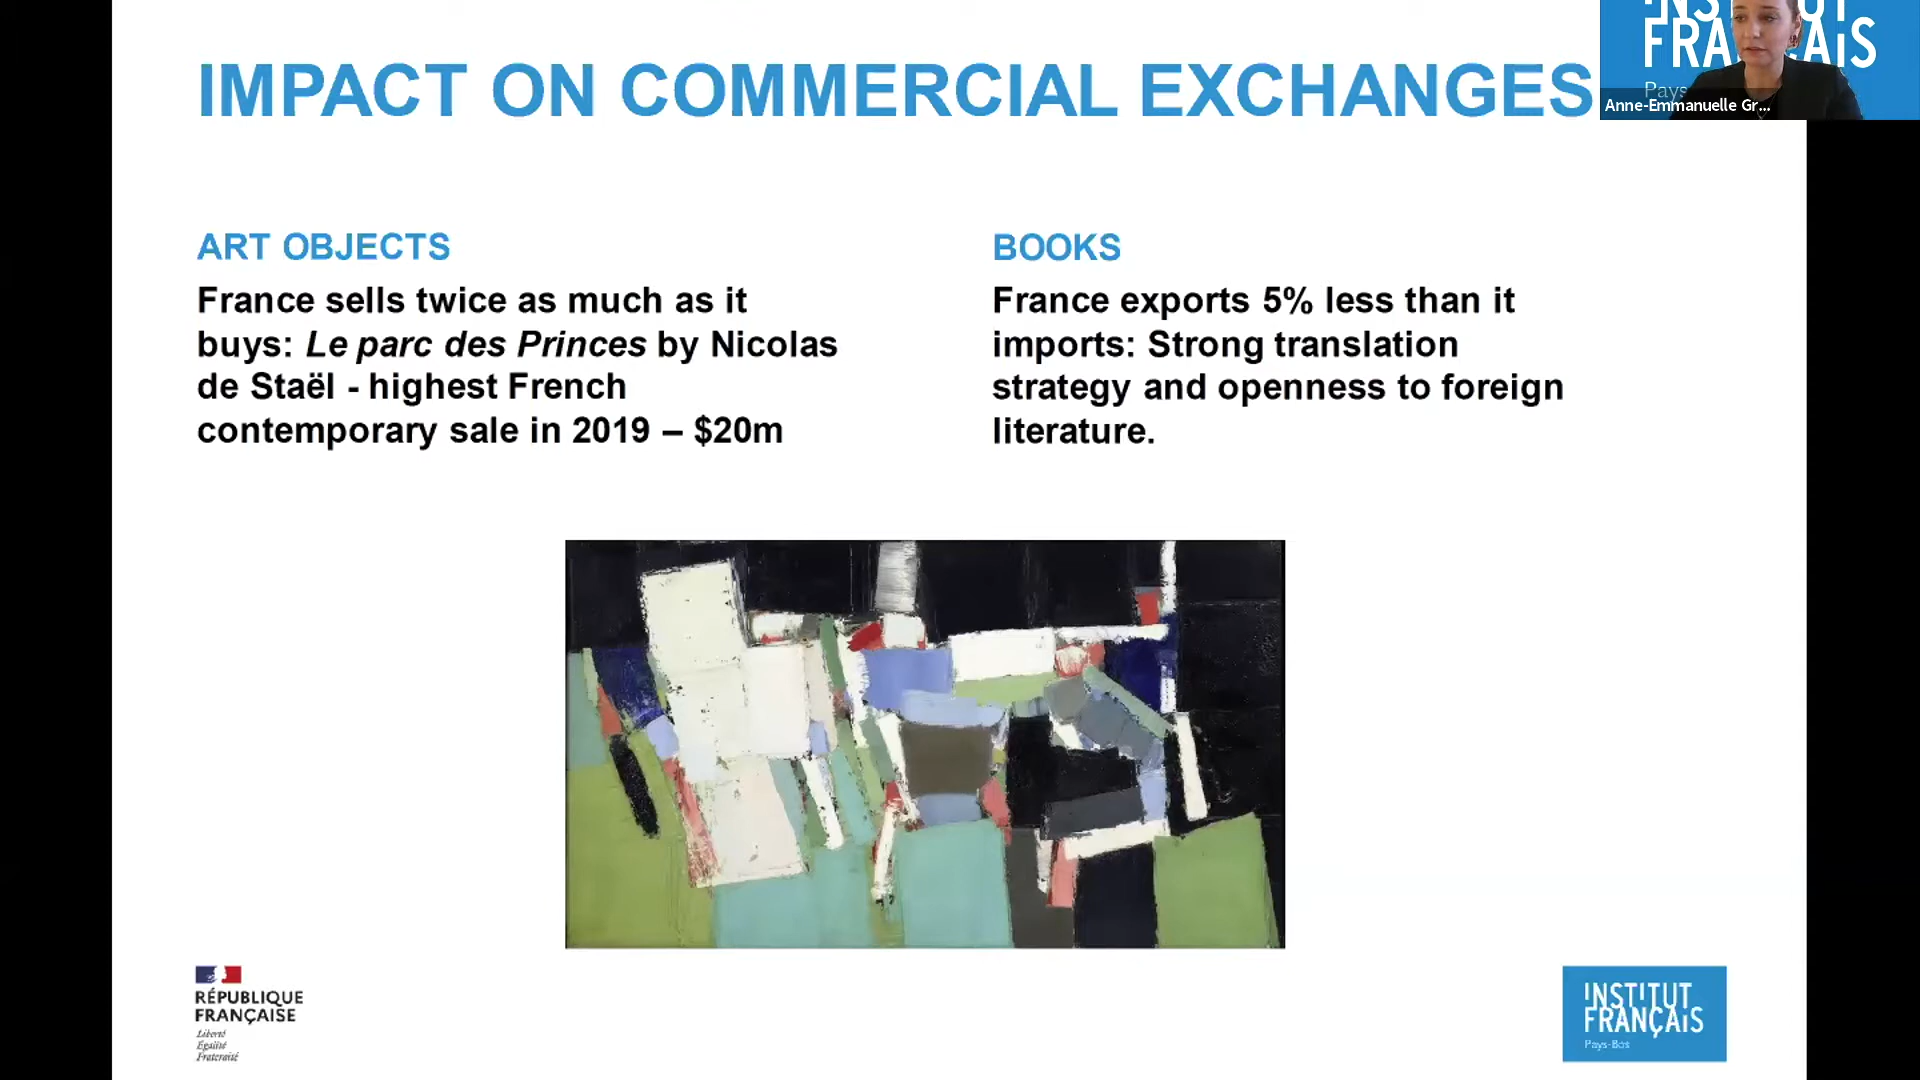 IMPACT ON COMMERCIAL EXCHANGES
FRANÇAIS
Pays
Anne-Emmanuelle Gr...
ART OBJECTS
France sells twice as much as it
buys: Le parc des Princes by Nicolas
de Staël - highest French
contemporary sale in 2019 – $20m
BOOKS
France exports 5% less than it
imports: Strong translation
strategy and openness to foreign
literature.
RÉPUBLIQUE
FRANÇAISE
Liberté
Égalité
Fraternité
INSTITUT
FRANÇAIS
Pays-Bas